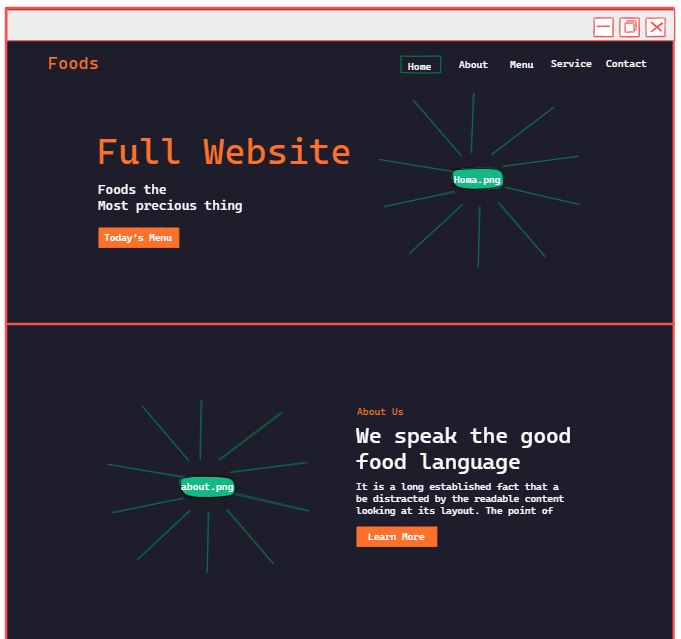 Foods
Home About Menu Service Contact
Full Website
Foods the
Most precious thing
Today's Menu
Homa.png
about.png
About Us
We speak the good
food language
It is a long established fact that a
be distracted by the readable content
looking at its layout. The point of
Learn More